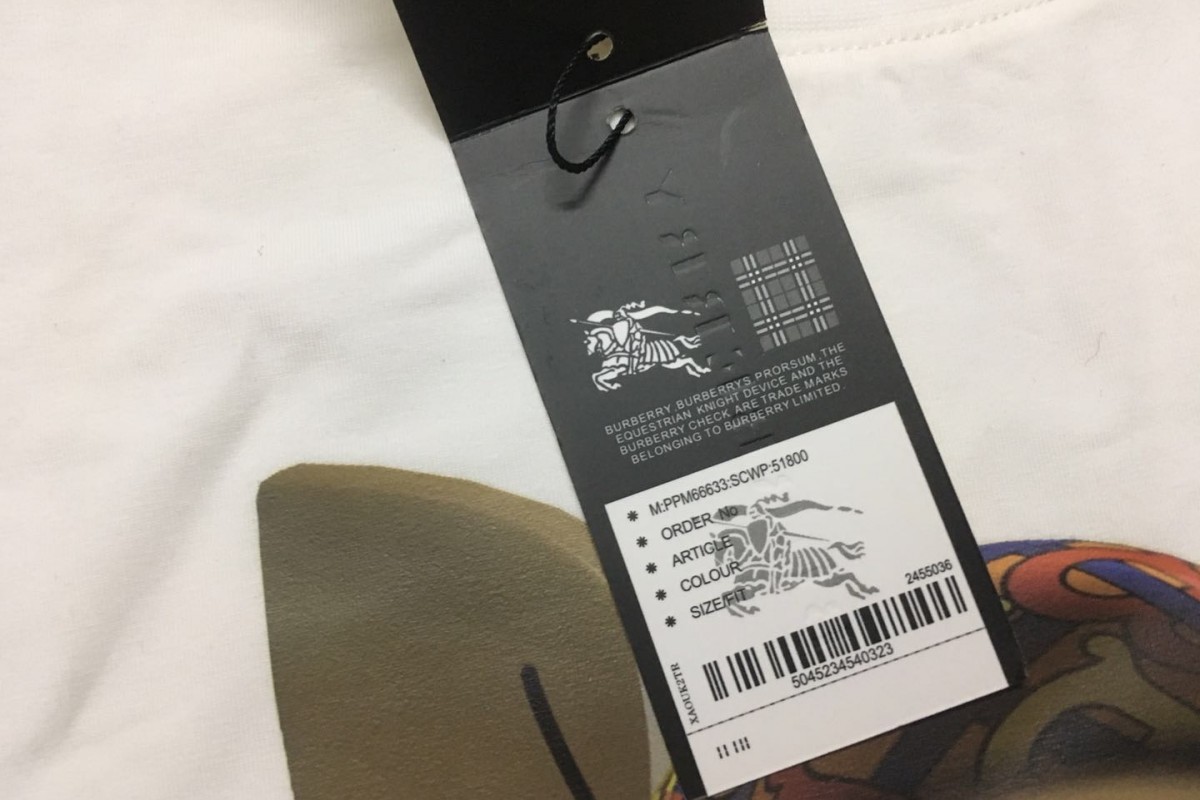 BURBERRY
BURBERRY.BURBERRYS PRORSUM.THE
EQUESTRIAN KNIGHT DEVICE AND THE
BURBERRY CHECK ARE TRADE MARKS
BELONGING TO BURBERRY LIMITED.
* M:PPM66633:SCWP:51800
* ORDER No
* ARTICLE
* COLOUR
* SIZE/FIT
2455036
5045234540323
XAOUK2TR